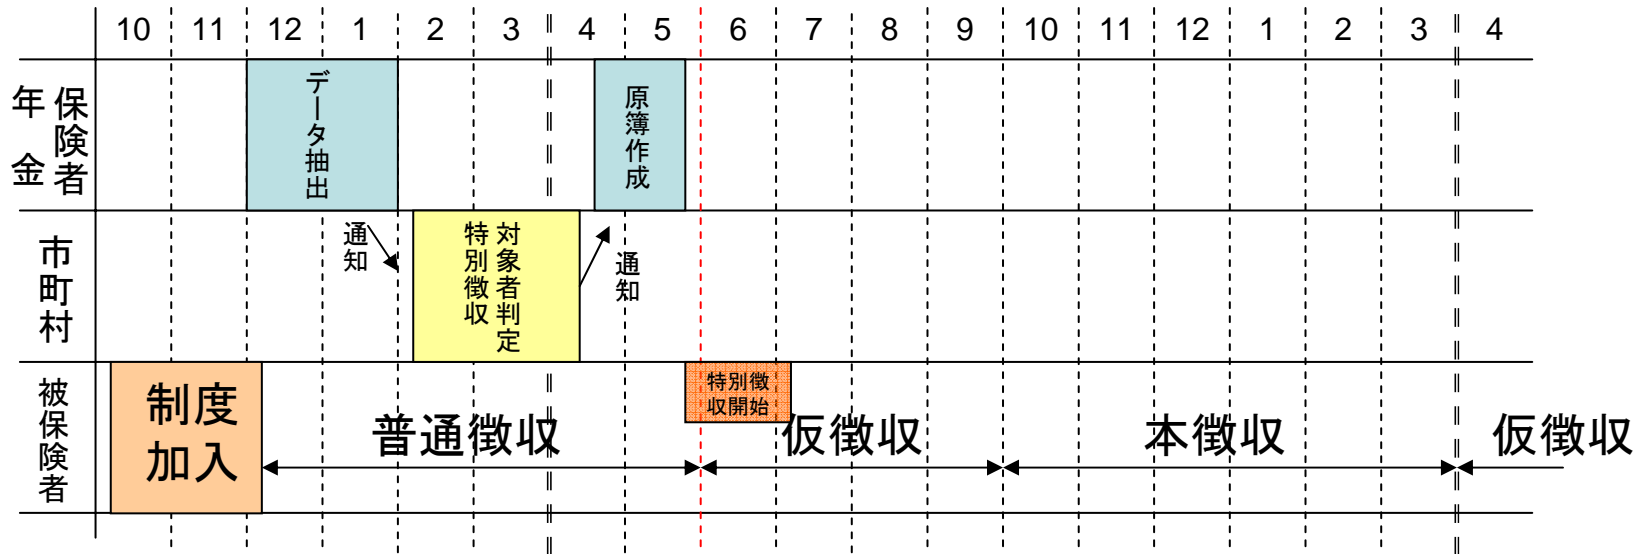 10 11 12 1 2 3 4 5 6 7 8 9 10 11 12 1 2 3 4
年金
保険者
データ抽出
原簿作成
市町村
通知
特別徴収
対象者判定
通知
被保険者
制度
加入
普通徴収
特別徴
収開始
仮徴収
本徴収
仮徴収